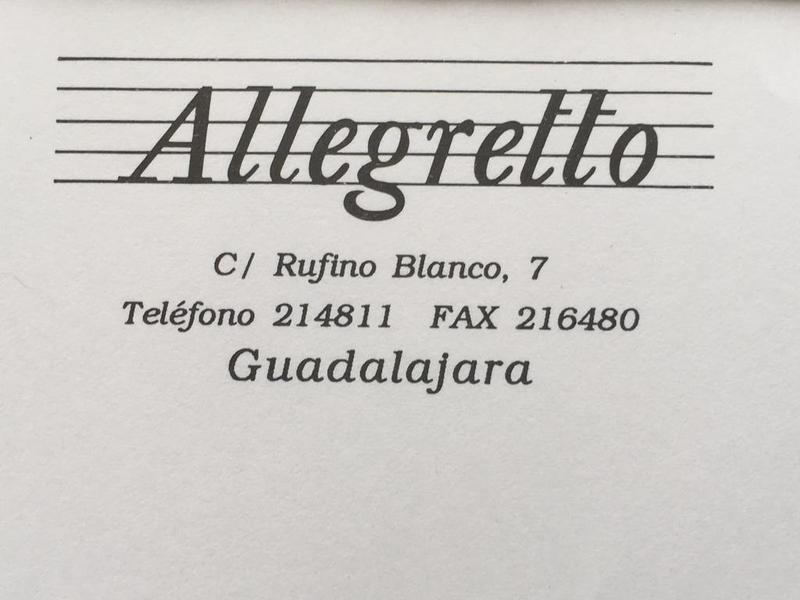 Allegretto
C/ Rufino Blanco, 7
Teléfono 214811 FAX 216480
Guadalajara